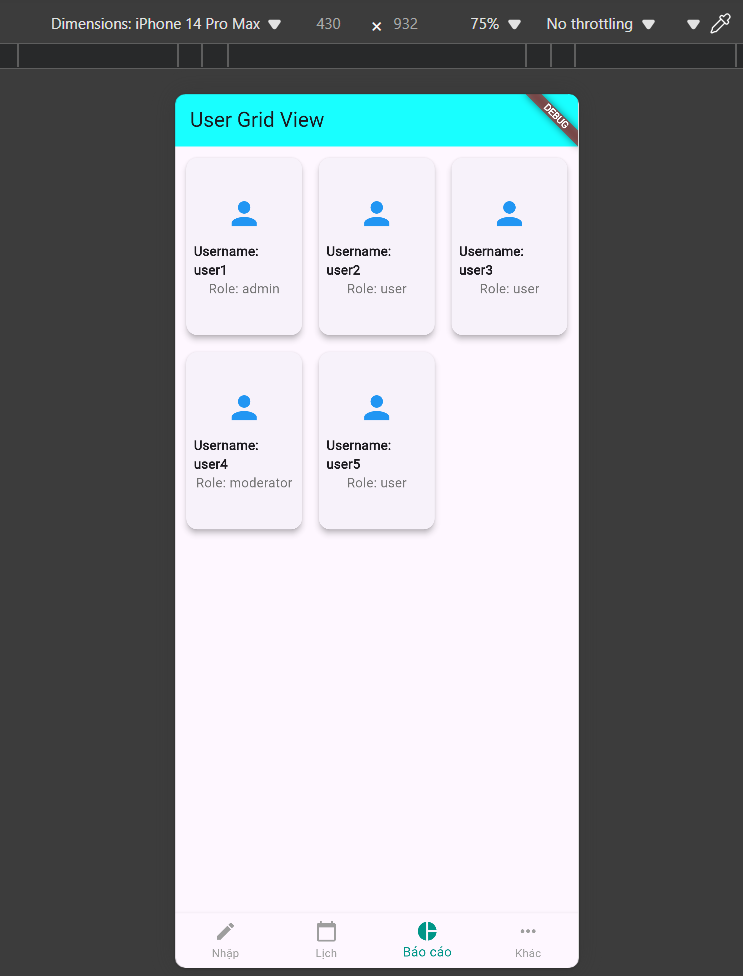 Dimensions: iPhone 14 Pro Max 430 × 932 75% No throttling
User Grid View
DEBUG
Username:
user1
Role: admin
Username:
user2
Role: user
Username:
user3
Role: user
Username:
user4
Role: moderator
Username:
user5
Role: user
Nhập Lịch Báo cáo Khác